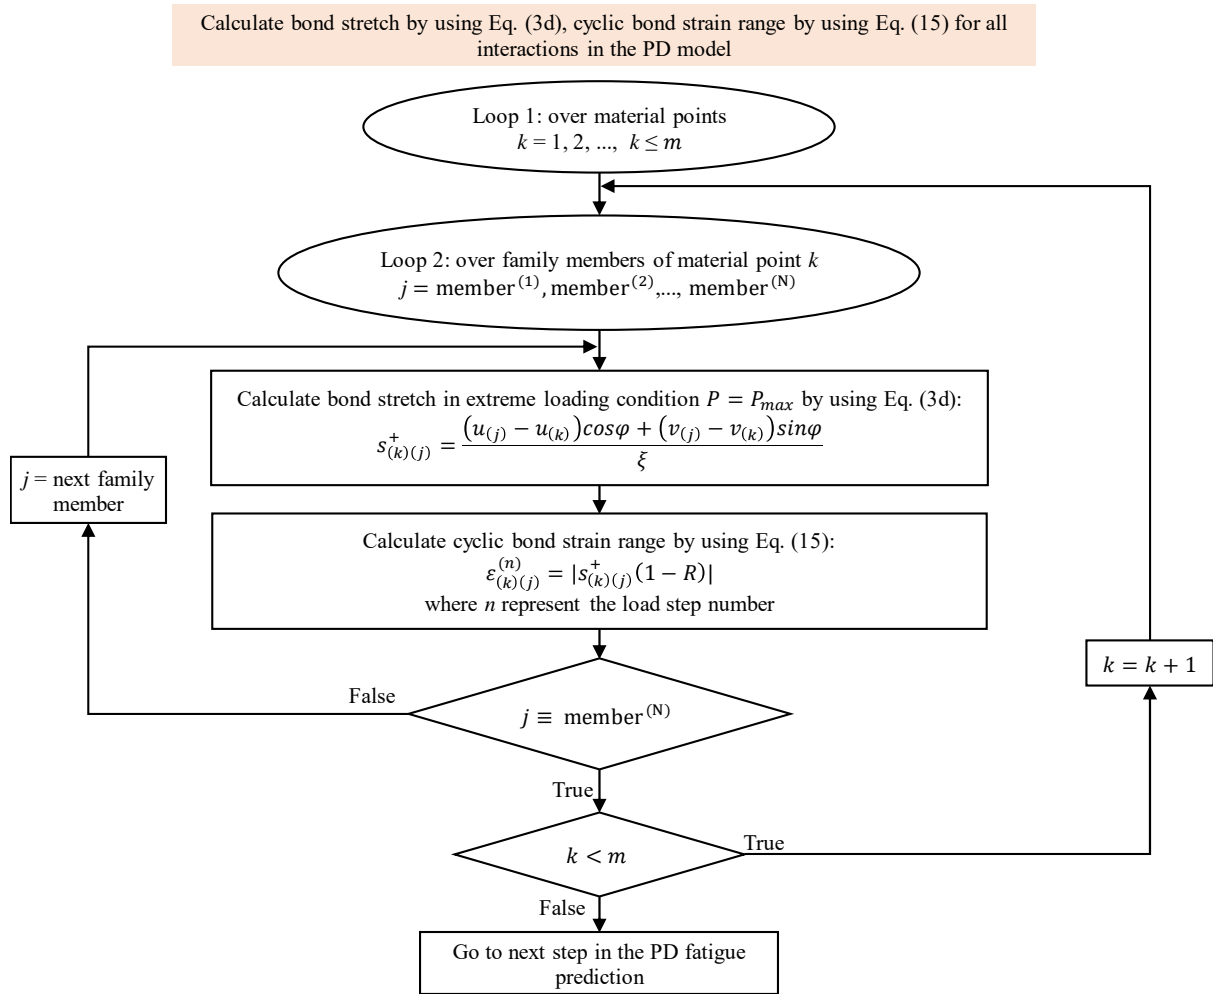 Calculate bond stretch by using Eq. (3d), cyclic bond strain range by using Eq. (15) for all
interactions in the PD model
Loop 1: over material points
k = 1, 2, ..., k ≤ m
Loop 2: over family members of material point k
j = member⁽¹⁾, member⁽²⁾,..., member⁽ᴺ⁾
Calculate bond stretch in extreme loading condition P = P_max by using Eq. (3d):
s⁺_(k)(j) = ((u_(j) − u_(k))cosφ + (v_(j) − v_(k))sinφ) / ξ
j = next family
member
Calculate cyclic bond strain range by using Eq. (15):
ε⁽ⁿ⁾_(k)(j) = |s⁺_(k)(j)(1 − R)|
where n represent the load step number
k = k + 1
False
j ≡ member⁽ᴺ⁾
True
k < m
True
False
Go to next step in the PD fatigue
prediction